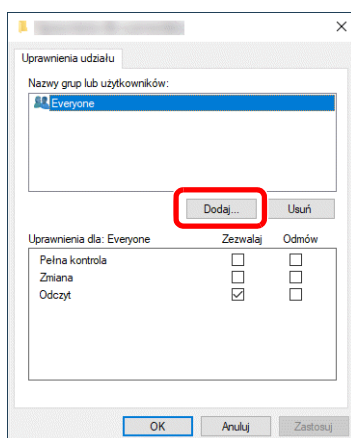 Uprawnienia udziału
Nazwy grup lub użytkowników:
Everyone
Dodaj...
Usuń
Uprawnienia dla: Everyone
Zezwalaj
Odmów
Pełna kontrola
Zmiana
Odczyt
OK
Anuluj
Zastosuj